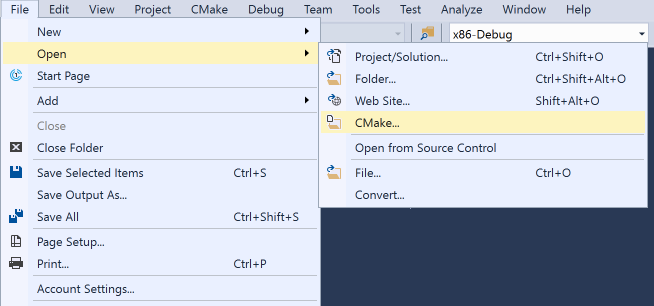 File Edit View Project CMake Debug Team Tools Test Analyze Window Help
x86-Debug
New
Open
Start Page
Add
Close
Close Folder
Save Selected Items Ctrl+S
Save Output As...
Save All Ctrl+Shift+S
Page Setup...
Print... Ctrl+P
Account Settings...
Project/Solution... Ctrl+Shift+O
Folder... Ctrl+Shift+Alt+O
Web Site... Shift+Alt+O
CMake...
Open from Source Control
File... Ctrl+O
Convert...